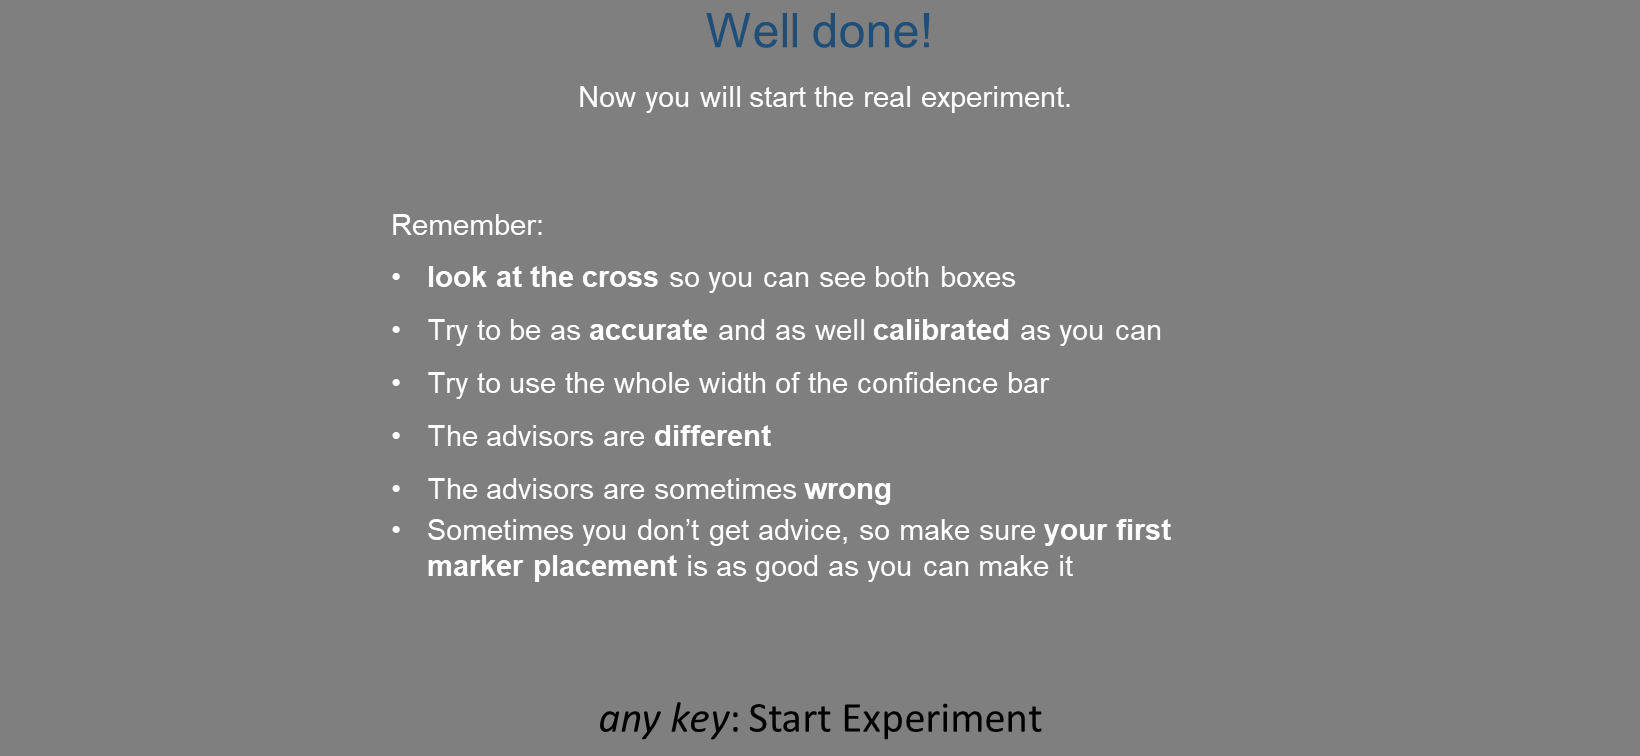 Well done!
Now you will start the real experiment.
Remember:
• look at the cross so you can see both boxes
• Try to be as accurate and as well calibrated as you can
• Try to use the whole width of the confidence bar
• The advisors are different
• The advisors are sometimes wrong
• Sometimes you don’t get advice, so make sure your first
marker placement is as good as you can make it
any key: Start Experiment